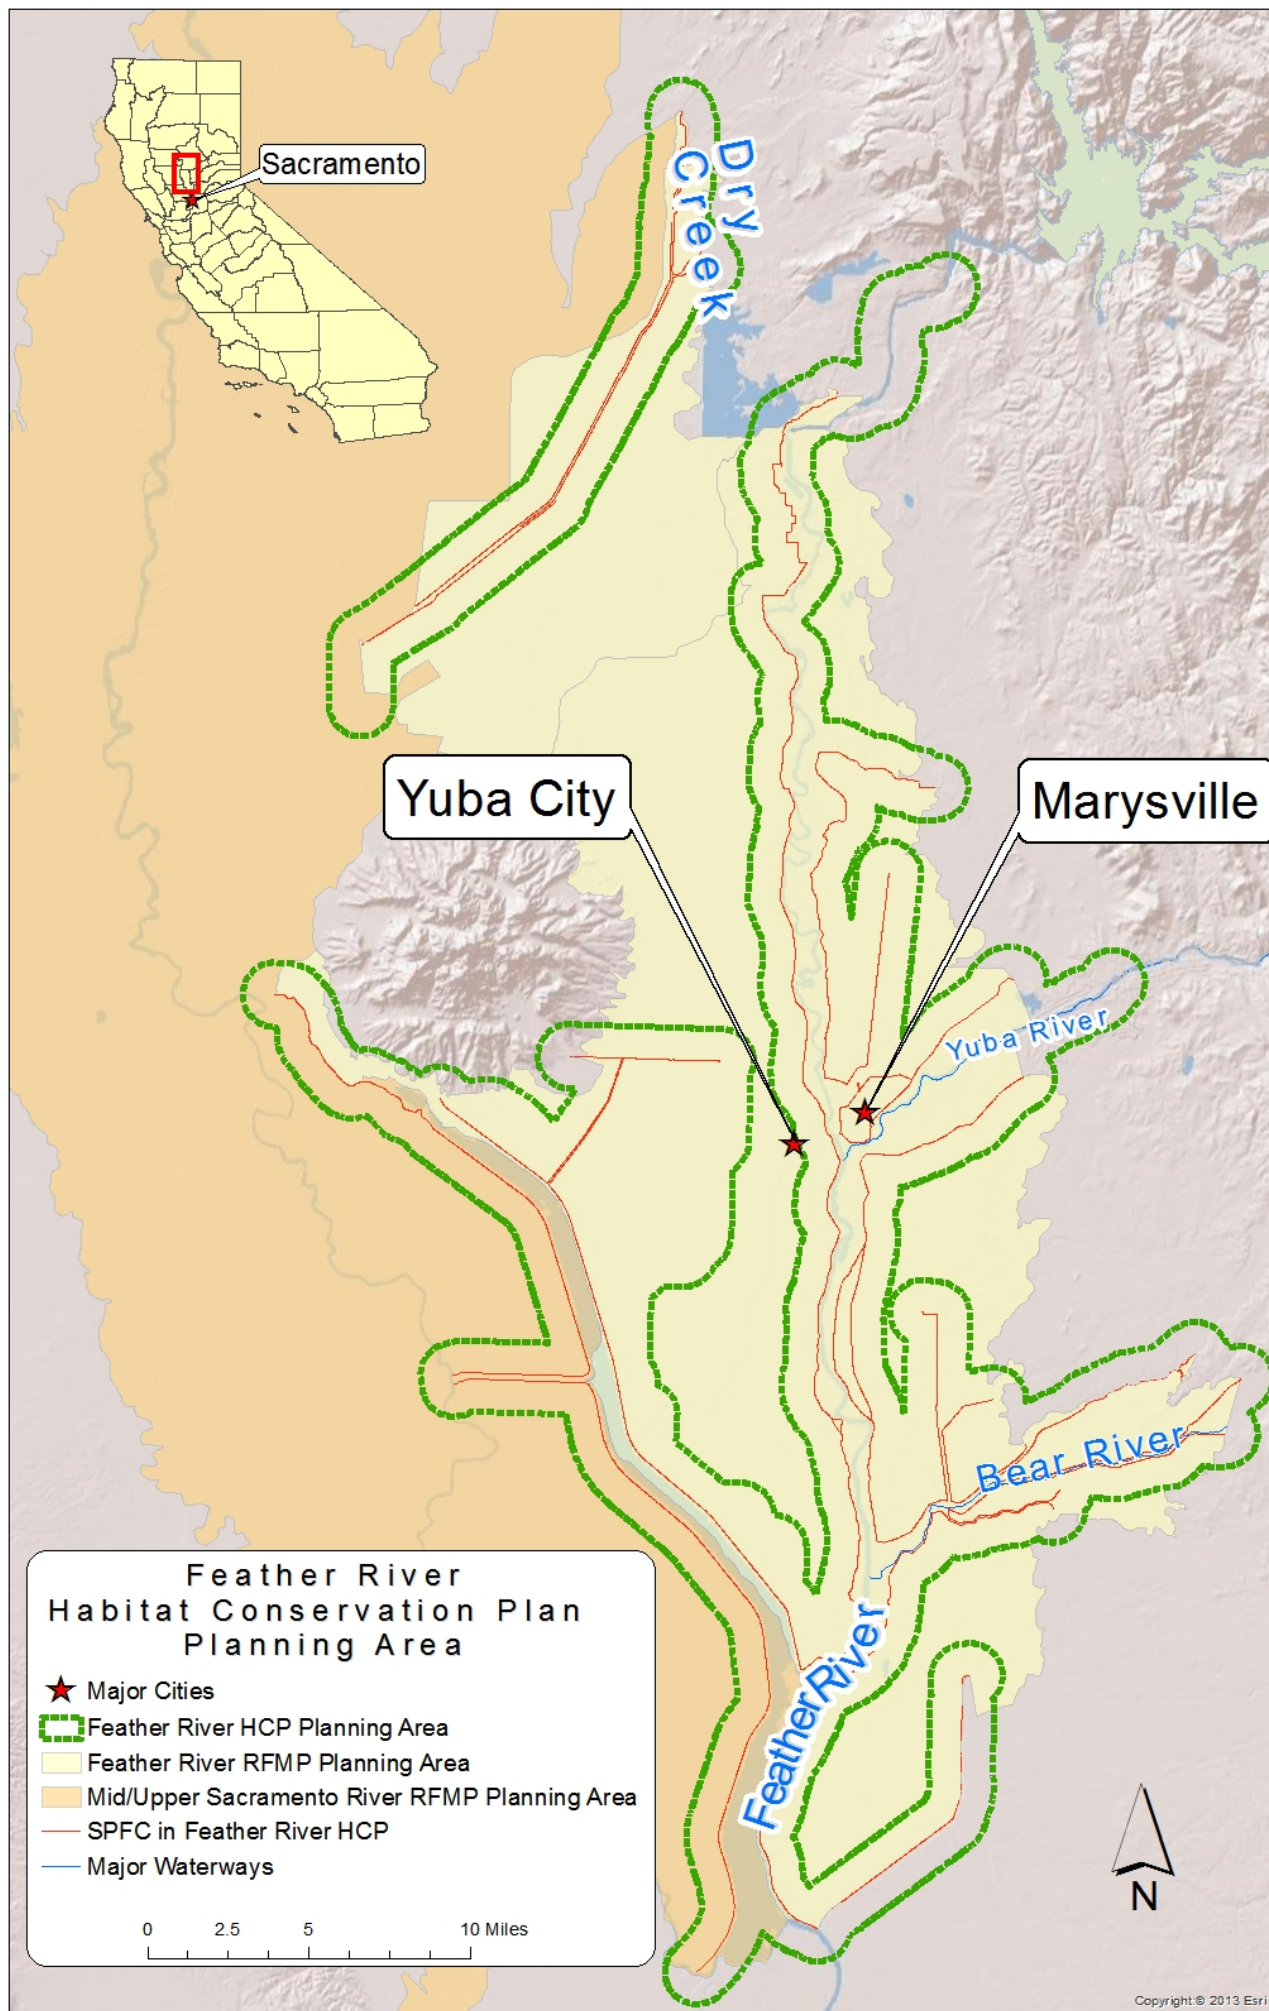 Sacramento
Dry
Creek
Yuba City
Marysville
Yuba River
Bear River
Feather River
Feather River
Habitat Conservation Plan
Planning Area
Major Cities
Feather River HCP Planning Area
Feather River RFMP Planning Area
Mid/Upper Sacramento River RFMP Planning Area
SPFC in Feather River HCP
Major Waterways
0 2.5 5 10 Miles
N
Copyright:© 2013 Esri